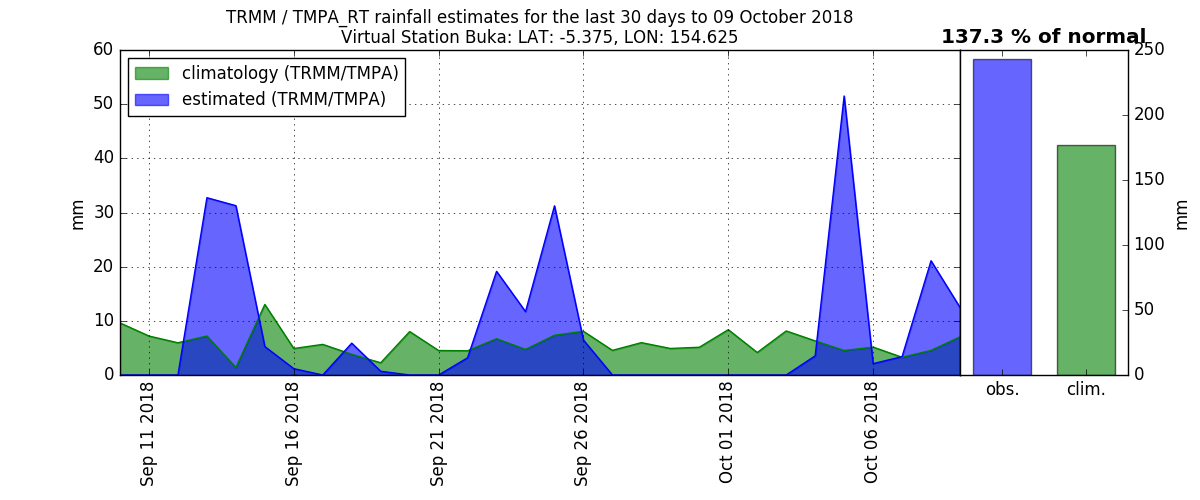 TRMM / TMPA_RT rainfall estimates for the last 30 days to 09 October 2018
Virtual Station Buka: LAT: -5.375, LON: 154.625
137.3 % of normal
climatology (TRMM/TMPA)
estimated (TRMM/TMPA)
60
50
40
30
20
10
0
mm
Sep 11 2018
Sep 16 2018
Sep 21 2018
Sep 26 2018
Oct 01 2018
Oct 06 2018
250
200
150
100
50
0
mm
obs.
clim.